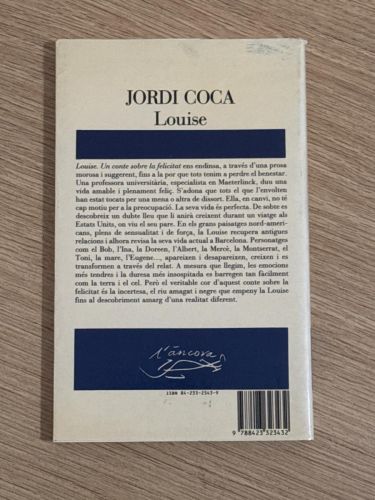 JORDI COCA
Louise
Louise. Un conte sobre la felicitat ens endinsa, a través d'una prosa
morosa i suggerent, fins a la por que tots tenim a perdre el benestar.
Una professora universitària, especialista en Maeterlinck, duu una
vida amable i plenament feliç. S'adona que tots el que l'envolten
han estat tocats per una mena o altra de dissort. Ella, en canvi, no té
cap motiu per a la preocupació. La seva vida és perfecta. De sobte es
descobreix un dubte lleu que li anirà creixent durant un viatge als
Estats Units, on viu el seu pare. En els grans paisatges nord-ameri-
cans, plens de sensualitat i de força, la Louise recupera antigues
relacions i alhora revisa la seva vida actual a Barcelona. Personatges
com el Bob, l'Ina, la Doreen, l'Albert, la Mercè, la Montserrat, el
Toni, la mare, l'Eugene..., apareixen i desapareixen, creixen i es
transformen a través del relat. A mesura que llegim, les emocions
més tendres i la duresa més insospitada es barregen tan fàcilment
com la terra i el cel. Però el veritable cor d'aquest conte sobre la
felicitat és la incertesa, el riu amagat i negre que empeny la Louise
fins al descobriment amarg d'una realitat diferent.
l'àncora
ISBN 84-233-2343-9
9 788423 323432